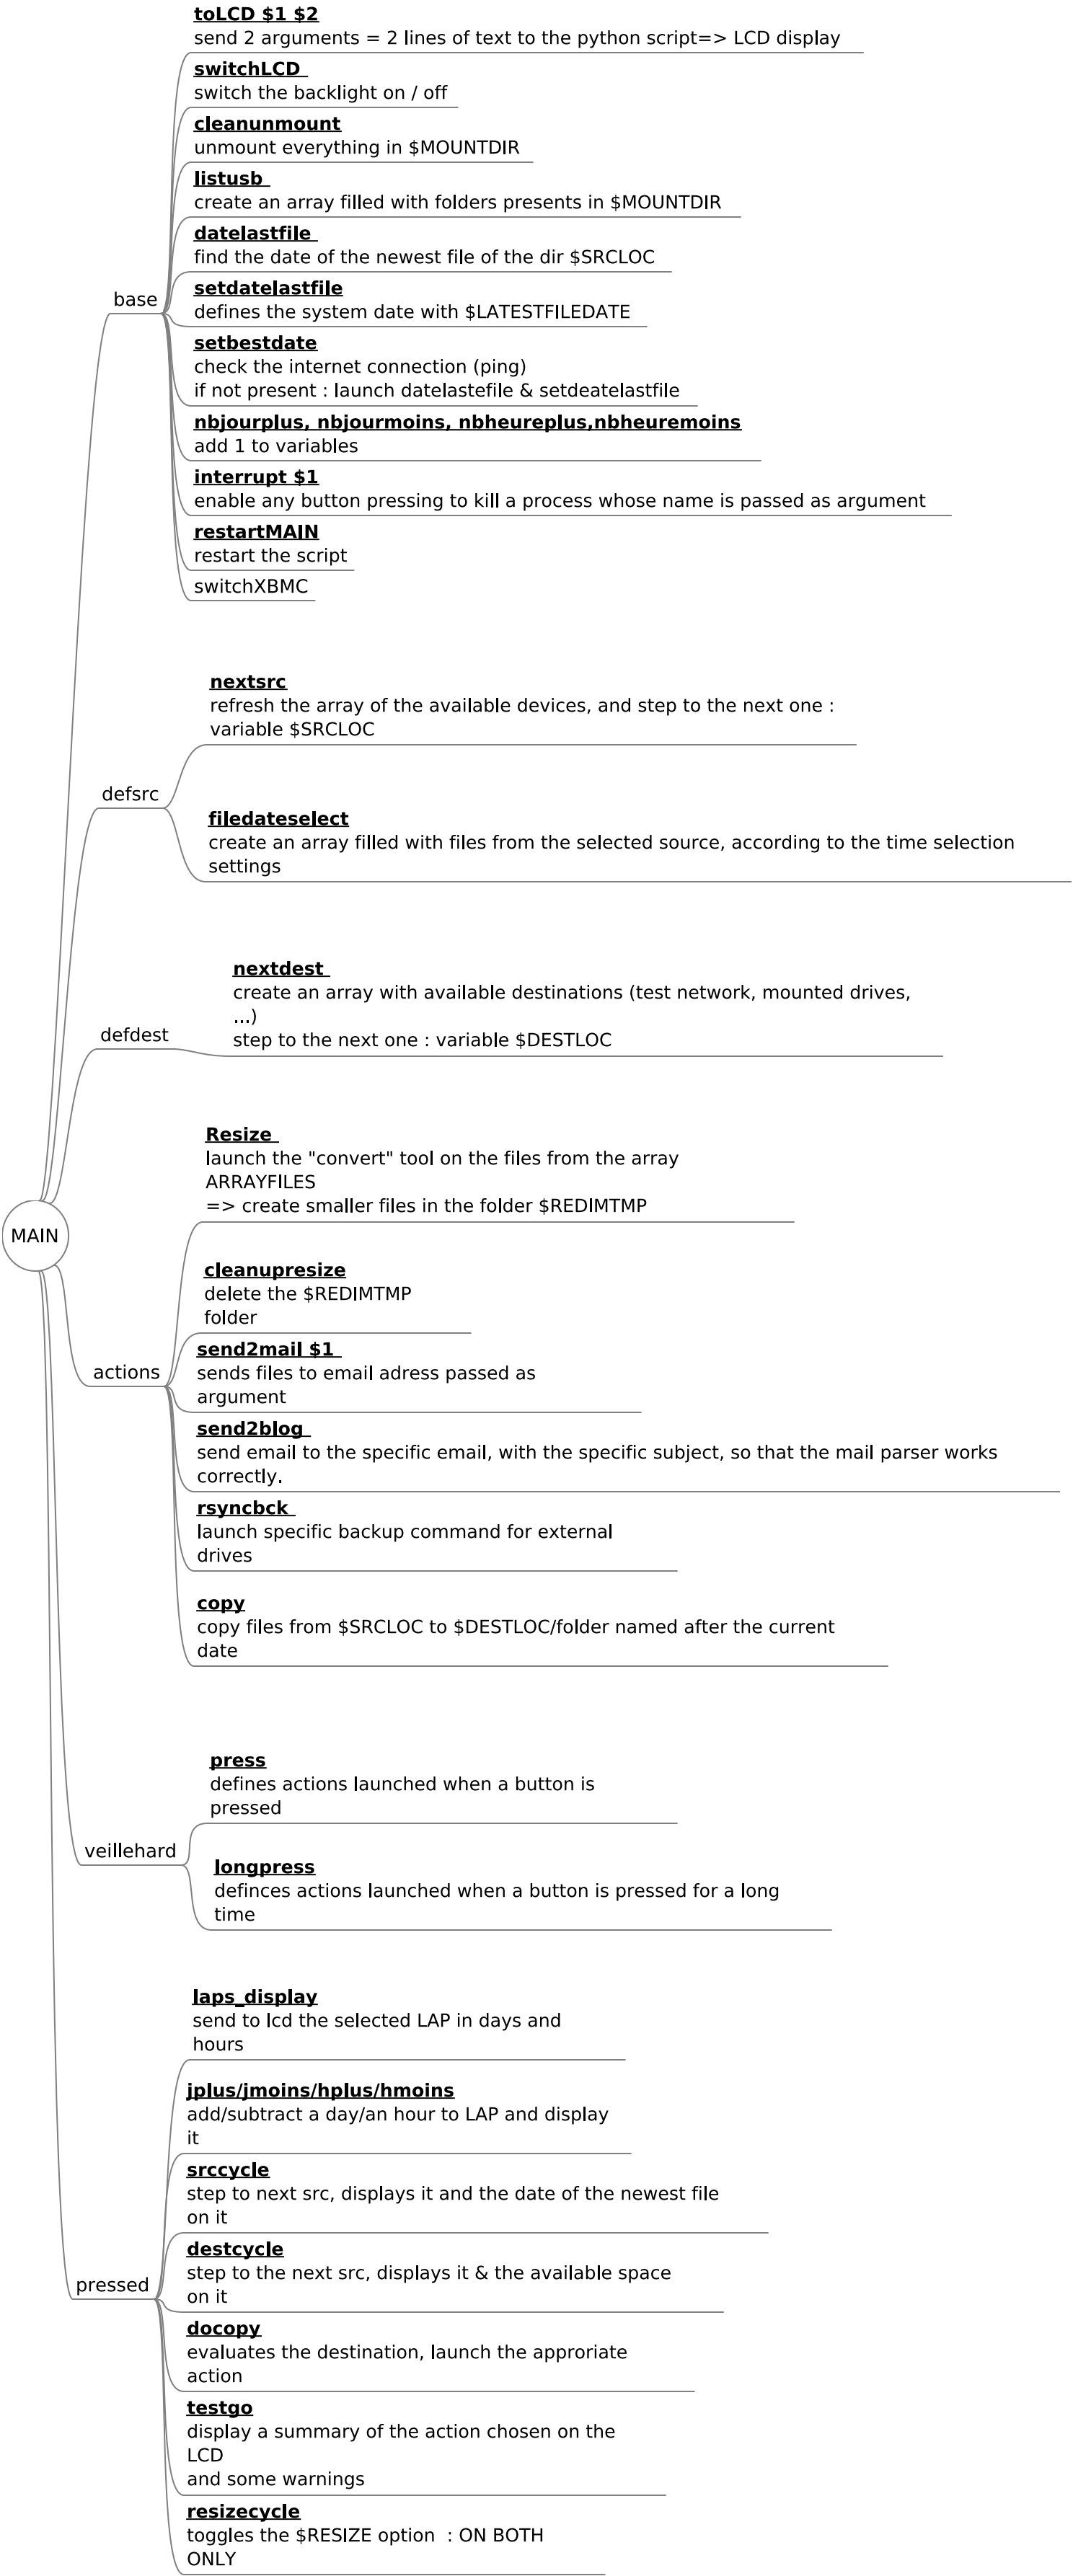 toLCD $1 $2
send 2 arguments = 2 lines of text to the python script=> LCD display
switchLCD
switch the backlight on / off
cleanunmount
unmount everything in $MOUNTDIR
listusb
create an array filled with folders presents in $MOUNTDIR
datelastfile
find the date of the newest file of the dir $SRCLOC
base
setdatelastfile
defines the system date with $LATESTFILEDATE
setbestdate
check the internet connection (ping)
if not present : launch datelastefile & setdeatelastfile
nbjourplus, nbjourmoins, nbheureplus,nbheuremoins
add 1 to variables
interrupt $1
enable any button pressing to kill a process whose name is passed as argument
restartMAIN
restart the script
switchXBMC
nextsrc
refresh the array of the available devices, and step to the next one :
variable $SRCLOC
defsrc
filedateselect
create an array filled with files from the selected source, according to the time selection
settings
nextdest
create an array with available destinations (test network, mounted drives,
...)
step to the next one : variable $DESTLOC
defdest
Resize
launch the "convert" tool on the files from the array
ARRAYFILES
=> create smaller files in the folder $REDIMTMP
MAIN
cleanupresize
delete the $REDIMTMP
folder
send2mail $1
sends files to email adress passed as
argument
actions
send2blog
send email to the specific email, with the specific subject, so that the mail parser works
correctly.
rsyncbck
launch specific backup command for external
drives
copy
copy files from $SRCLOC to $DESTLOC/folder named after the current
date
press
defines actions launched when a button is
pressed
veillehard
longpress
definces actions launched when a button is pressed for a long
time
laps_display
send to lcd the selected LAP in days and
hours
jplus/jmoins/hplus/hmoins
add/subtract a day/an hour to LAP and display
it
srccycle
step to next src, displays it and the date of the newest file
on it
destcycle
step to the next src, displays it & the available space
on it
pressed
docopy
evaluates the destination, launch the approriate
action
testgo
display a summary of the action chosen on the
LCD
and some warnings
resizecycle
toggles the $RESIZE option  : ON BOTH
ONLY